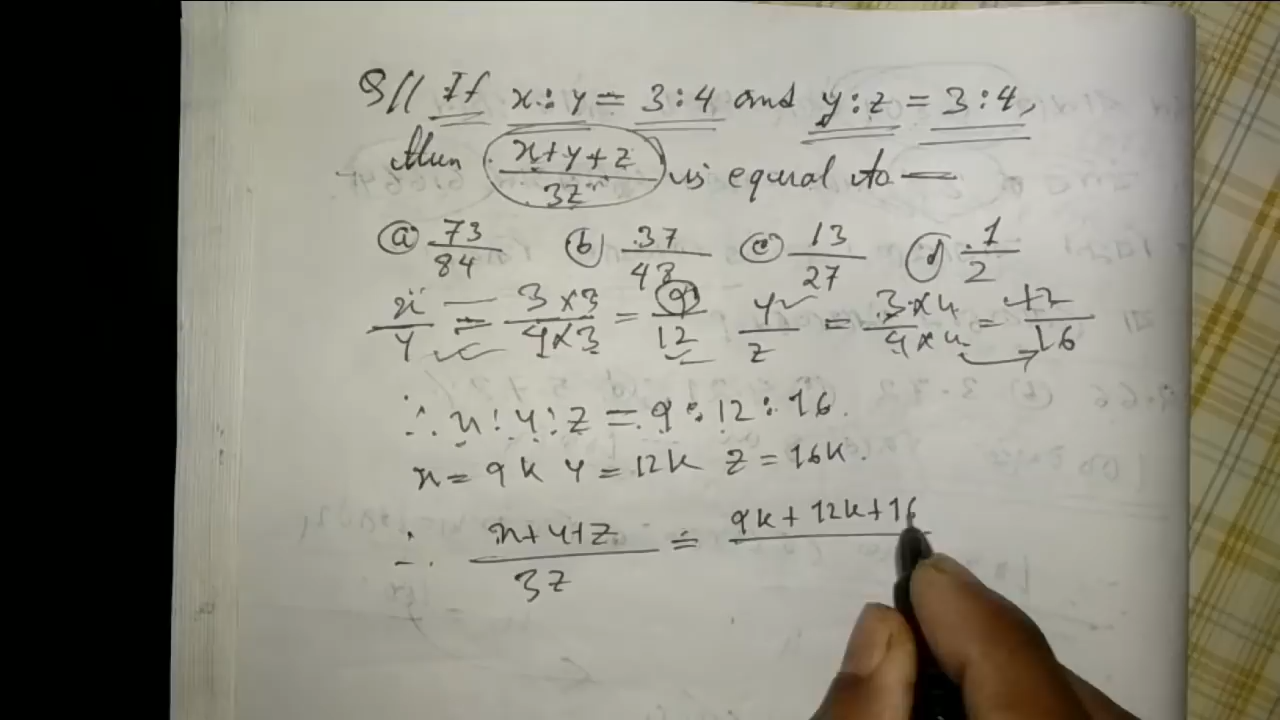 Q// If x:y = 3:4 and y:z = 3:4,
then x+y+z/3z is equal to —
(a) 73/84 (b) 37/48 (c) 13/27 (d) 1/2
x/y = 3×3/4×3 = 9/12 y/z = 3×4/4×4 = 12/16
∴ x:y:z = 9:12:16.
x = 9k y = 12k z = 16k.
∴ x+y+z/3z = 9k+12k+16